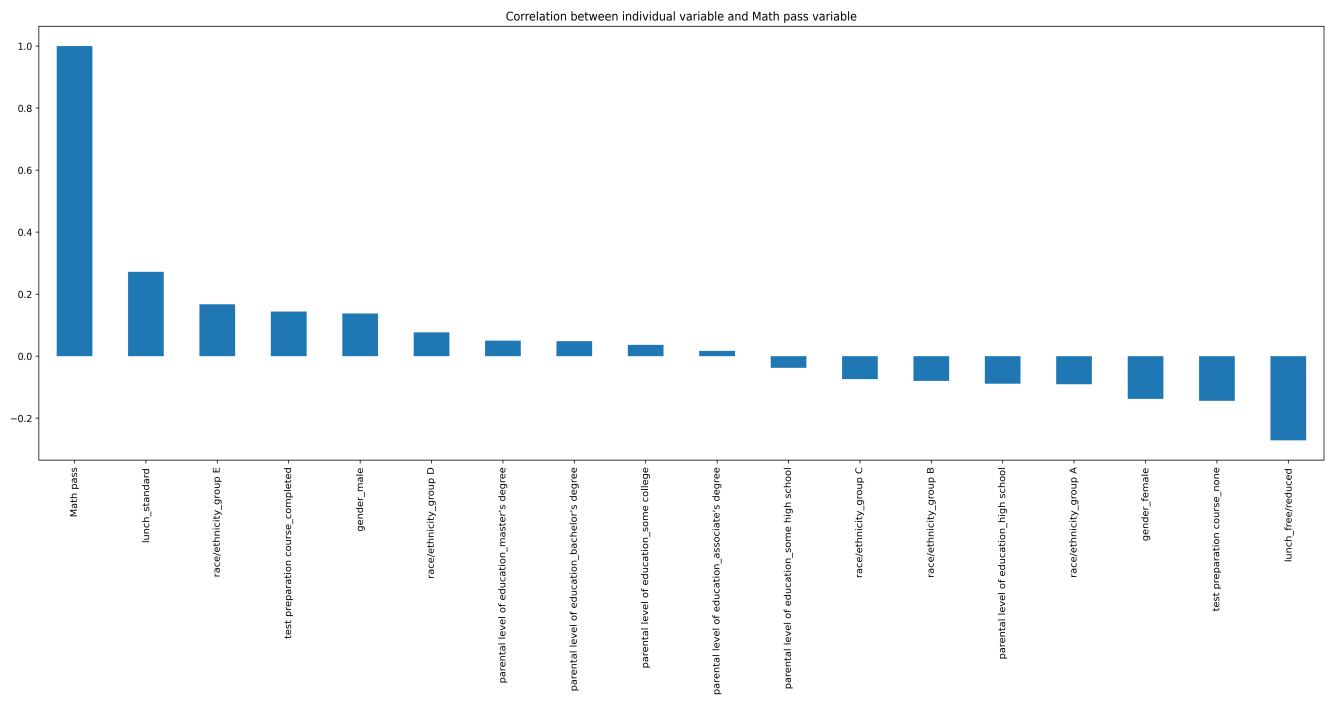 Correlation between individual variable and Math pass variable
1.0
0.8
0.6
0.4
0.2
0.0
−0.2
Math pass
lunch_standard
race/ethnicity_group E
test preparation course_completed
gender_male
race/ethnicity_group D
parental level of education_master's degree
parental level of education_bachelor's degree
parental level of education_some college
parental level of education_associate's degree
parental level of education_some high school
race/ethnicity_group C
race/ethnicity_group B
parental level of education_high school
race/ethnicity_group A
gender_female
test preparation course_none
lunch_free/reduced